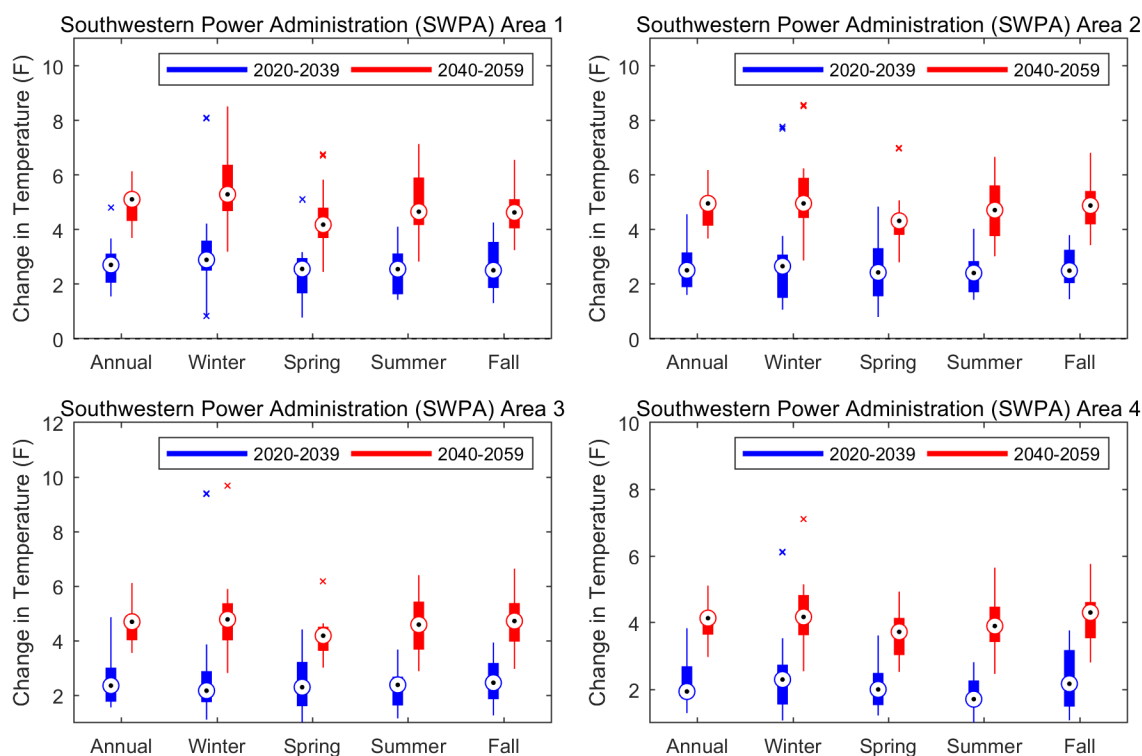 Southwestern Power Administration (SWPA) Area 1
Change in Temperature (F)
2020-2039 2040-2059
10
8
6
4
2
0
Annual Winter Spring Summer Fall
Southwestern Power Administration (SWPA) Area 2
Change in Temperature (F)
2020-2039 2040-2059
10
8
6
4
2
0
Annual Winter Spring Summer Fall
Southwestern Power Administration (SWPA) Area 3
Change in Temperature (F)
2020-2039 2040-2059
12
10
8
6
4
2
Annual Winter Spring Summer Fall
Southwestern Power Administration (SWPA) Area 4
Change in Temperature (F)
2020-2039 2040-2059
10
8
6
4
2
Annual Winter Spring Summer Fall